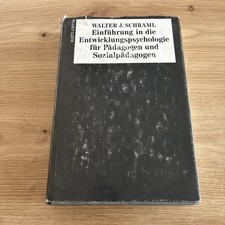 WALTER J. SCHRAML
Einführung in die
Entwicklungspsychologie
für Pädagogen und
Sozialpädagogen